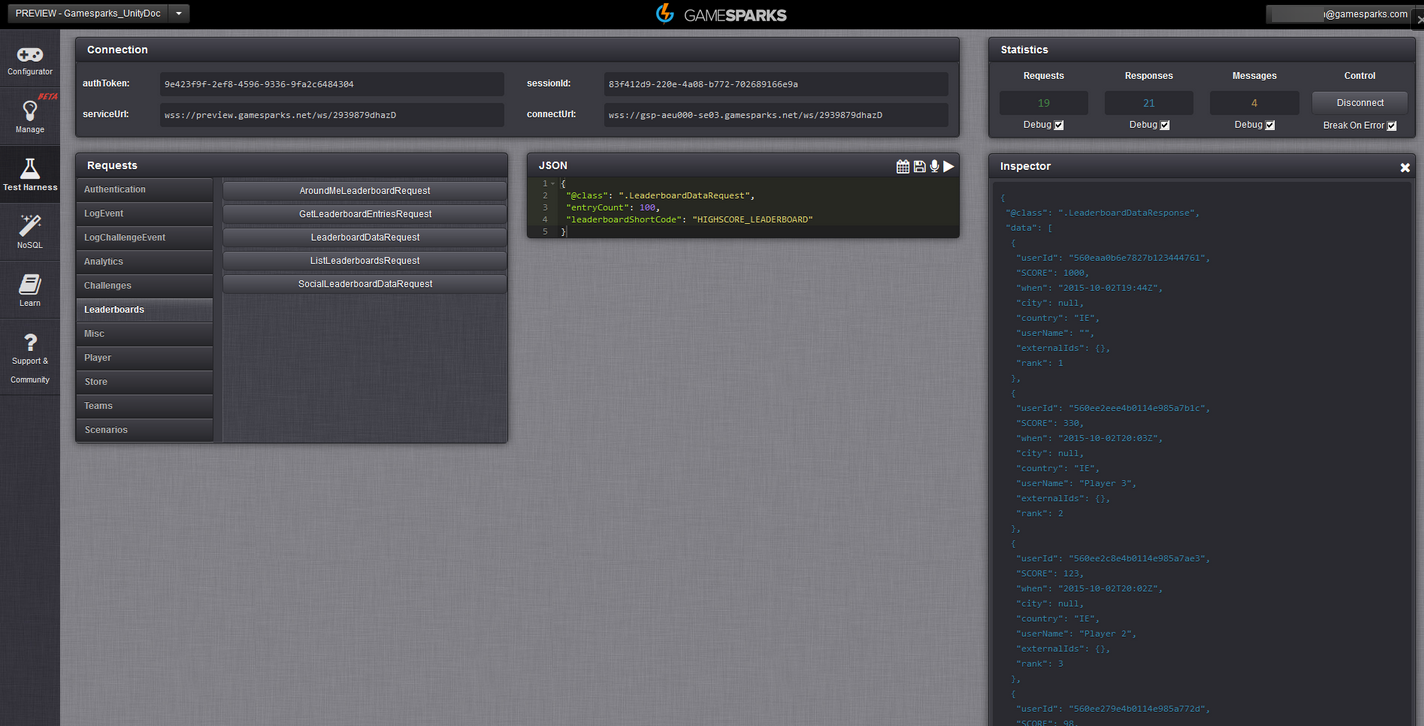 PREVIEW - Gamesparks_UnityDoc
GAMESPARKS
@gamesparks.com
Configurator
BETA
Manage
Test Harness
NoSQL
Learn
?
Support &
Community
Connection
authToken:
9e423f9f-2ef8-4596-9336-9fa2c6484304
sessionId:
83f412d9-220e-4a08-b772-702689166e9a
serviceUrl:
wss://preview.gamesparks.net/ws/2939879dhazD
connectUrl:
wss://gsp-aeu000-se03.gamesparks.net/ws/2939879dhazD
Statistics
Requests
Responses
Messages
Control
19
21
4
Disconnect
Debug
Debug
Debug
Break On Error
Requests
Authentication
LogEvent
LogChallengeEvent
Analytics
Challenges
Leaderboards
Misc
Player
Store
Teams
Scenarios
AroundMeLeaderboardRequest
GetLeaderboardEntriesRequest
LeaderboardDataRequest
ListLeaderboardsRequest
SocialLeaderboardDataRequest
JSON
1 {
2 "@class": ".LeaderboardDataRequest",
3 "entryCount": 100,
4 "leaderboardShortCode": "HIGHSCORE_LEADERBOARD"
5 }
Inspector
{
"@class": ".LeaderboardDataResponse",
"data": [
{
"userId": "560eaa0b6e7827b123444761",
"SCORE": 1000,
"when": "2015-10-02T19:44Z",
"city": null,
"country": "IE",
"userName": "",
"externalIds": {},
"rank": 1
},
{
"userId": "560ee2eee4b0114e985a7b1c",
"SCORE": 330,
"when": "2015-10-02T20:03Z",
"city": null,
"country": "IE",
"userName": "Player 3",
"externalIds": {},
"rank": 2
},
{
"userId": "560ee2c8e4b0114e985a7ae3",
"SCORE": 123,
"when": "2015-10-02T20:02Z",
"city": null,
"country": "IE",
"userName": "Player 2",
"externalIds": {},
"rank": 3
},
{
"userId": "560ee279e4b0114e985a772d",
"SCORE": 98,